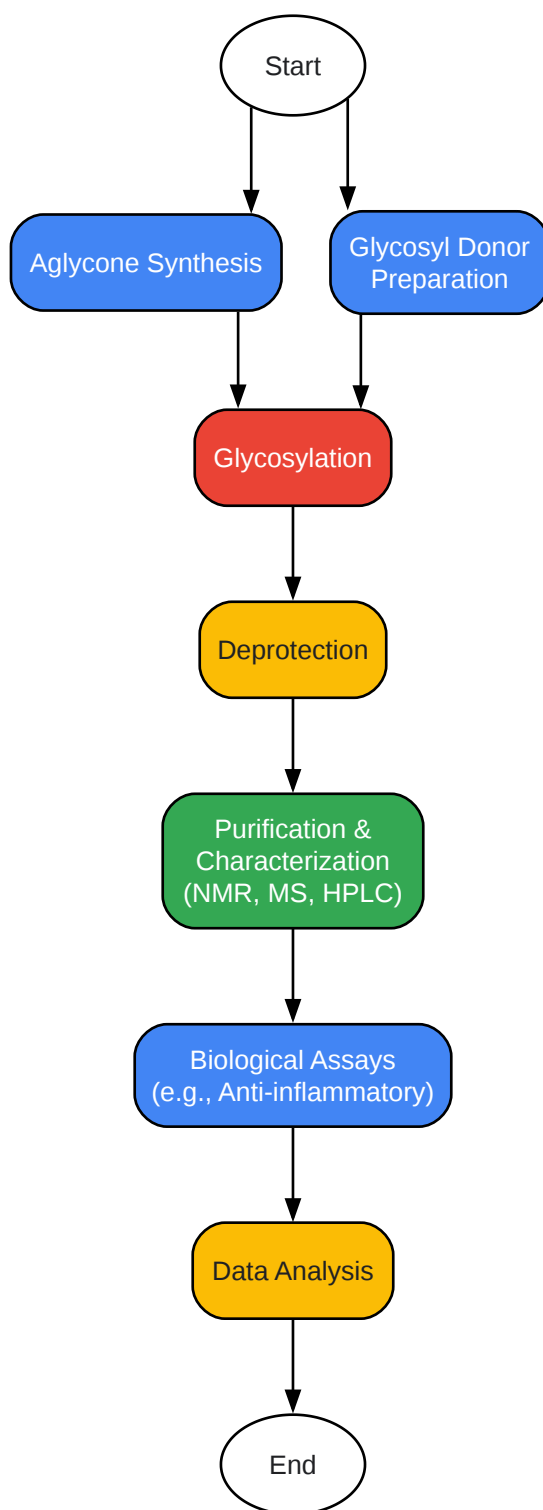 Start
Aglycone Synthesis
Glycosyl Donor
Preparation
Glycosylation
Deprotection
Purification &
Characterization
(NMR, MS, HPLC)
Biological Assays
(e.g., Anti-inflammatory)
Data Analysis
End